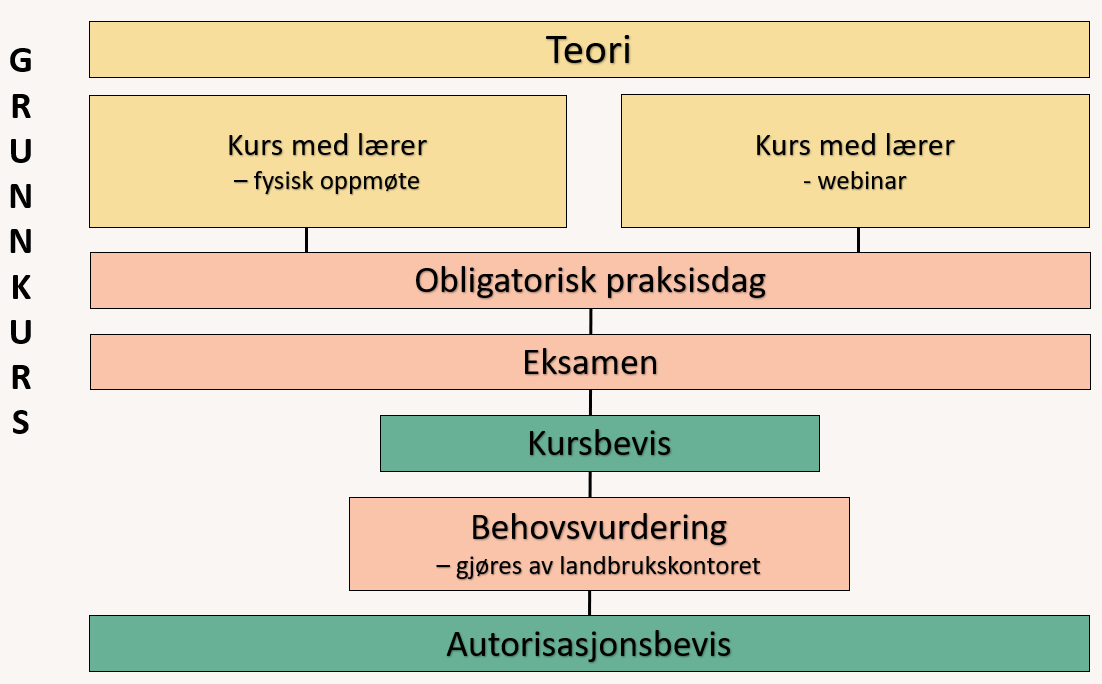 GRUNNKURS
Teori
Kurs med lærer
– fysisk oppmøte
Kurs med lærer
- webinar
Obligatorisk praksisdag
Eksamen
Kursbevis
Behovsvurdering
– gjøres av landbrukskontoret
Autorisasjonsbevis